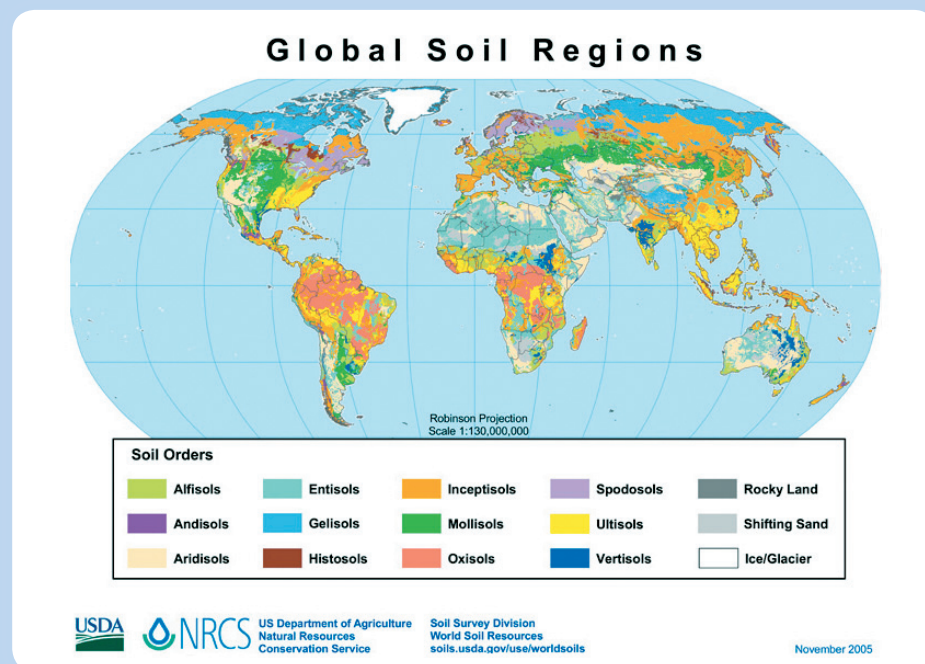 Global Soil Regions
Robinson Projection
Scale 1:130,000,000
Soil Orders
Alfisols Entisols Inceptisols Spodosols Rocky Land
Andisols Gelisols Mollisols Ultisols Shifting Sand
Aridisols Histosols Oxisols Vertisols Ice/Glacier
USDA NRCS
US Department of Agriculture
Natural Resources
Conservation Service
Soil Survey Division
World Soil Resources
soils.usda.gov/use/worldsoils
November 2005